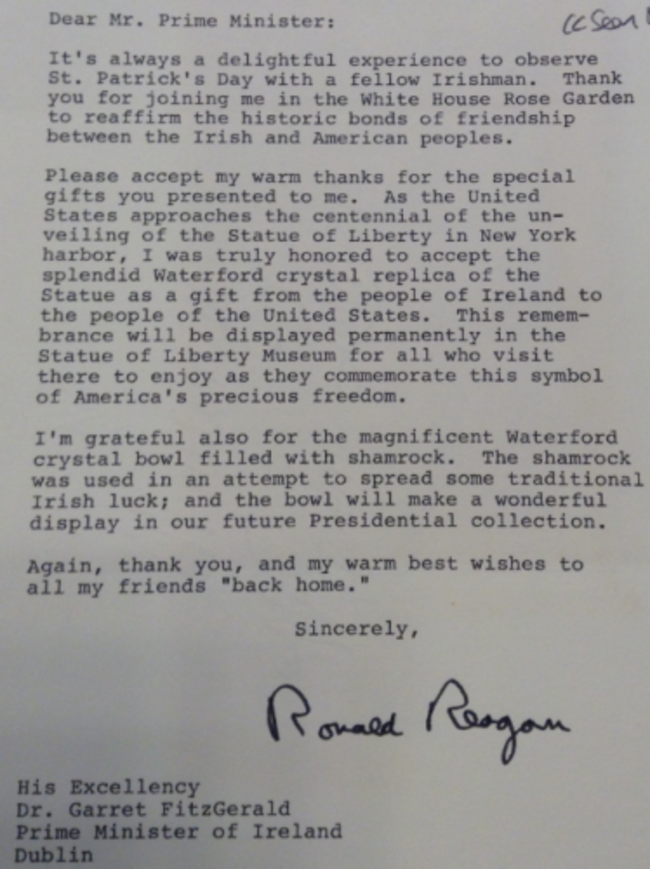 Dear Mr. Prime Minister:
cc Sean
It's always a delightful experience to observe
St. Patrick's Day with a fellow Irishman. Thank
you for joining me in the White House Rose Garden
to reaffirm the historic bonds of friendship
between the Irish and American peoples.
Please accept my warm thanks for the special
gifts you presented to me. As the United
States approaches the centennial of the un-
veiling of the Statue of Liberty in New York
harbor, I was truly honored to accept the
splendid Waterford crystal replica of the
Statue as a gift from the people of Ireland to
the people of the United States. This remem-
brance will be displayed permanently in the
Statue of Liberty Museum for all who visit
there to enjoy as they commemorate this symbol
of America's precious freedom.
I'm grateful also for the magnificent Waterford
crystal bowl filled with shamrock. The shamrock
was used in an attempt to spread some traditional
Irish luck; and the bowl will make a wonderful
display in our future Presidential collection.
Again, thank you, and my warm best wishes to
all my friends "back home."
Sincerely,
Ronald Reagan
His Excellency
Dr. Garret FitzGerald
Prime Minister of Ireland
Dublin